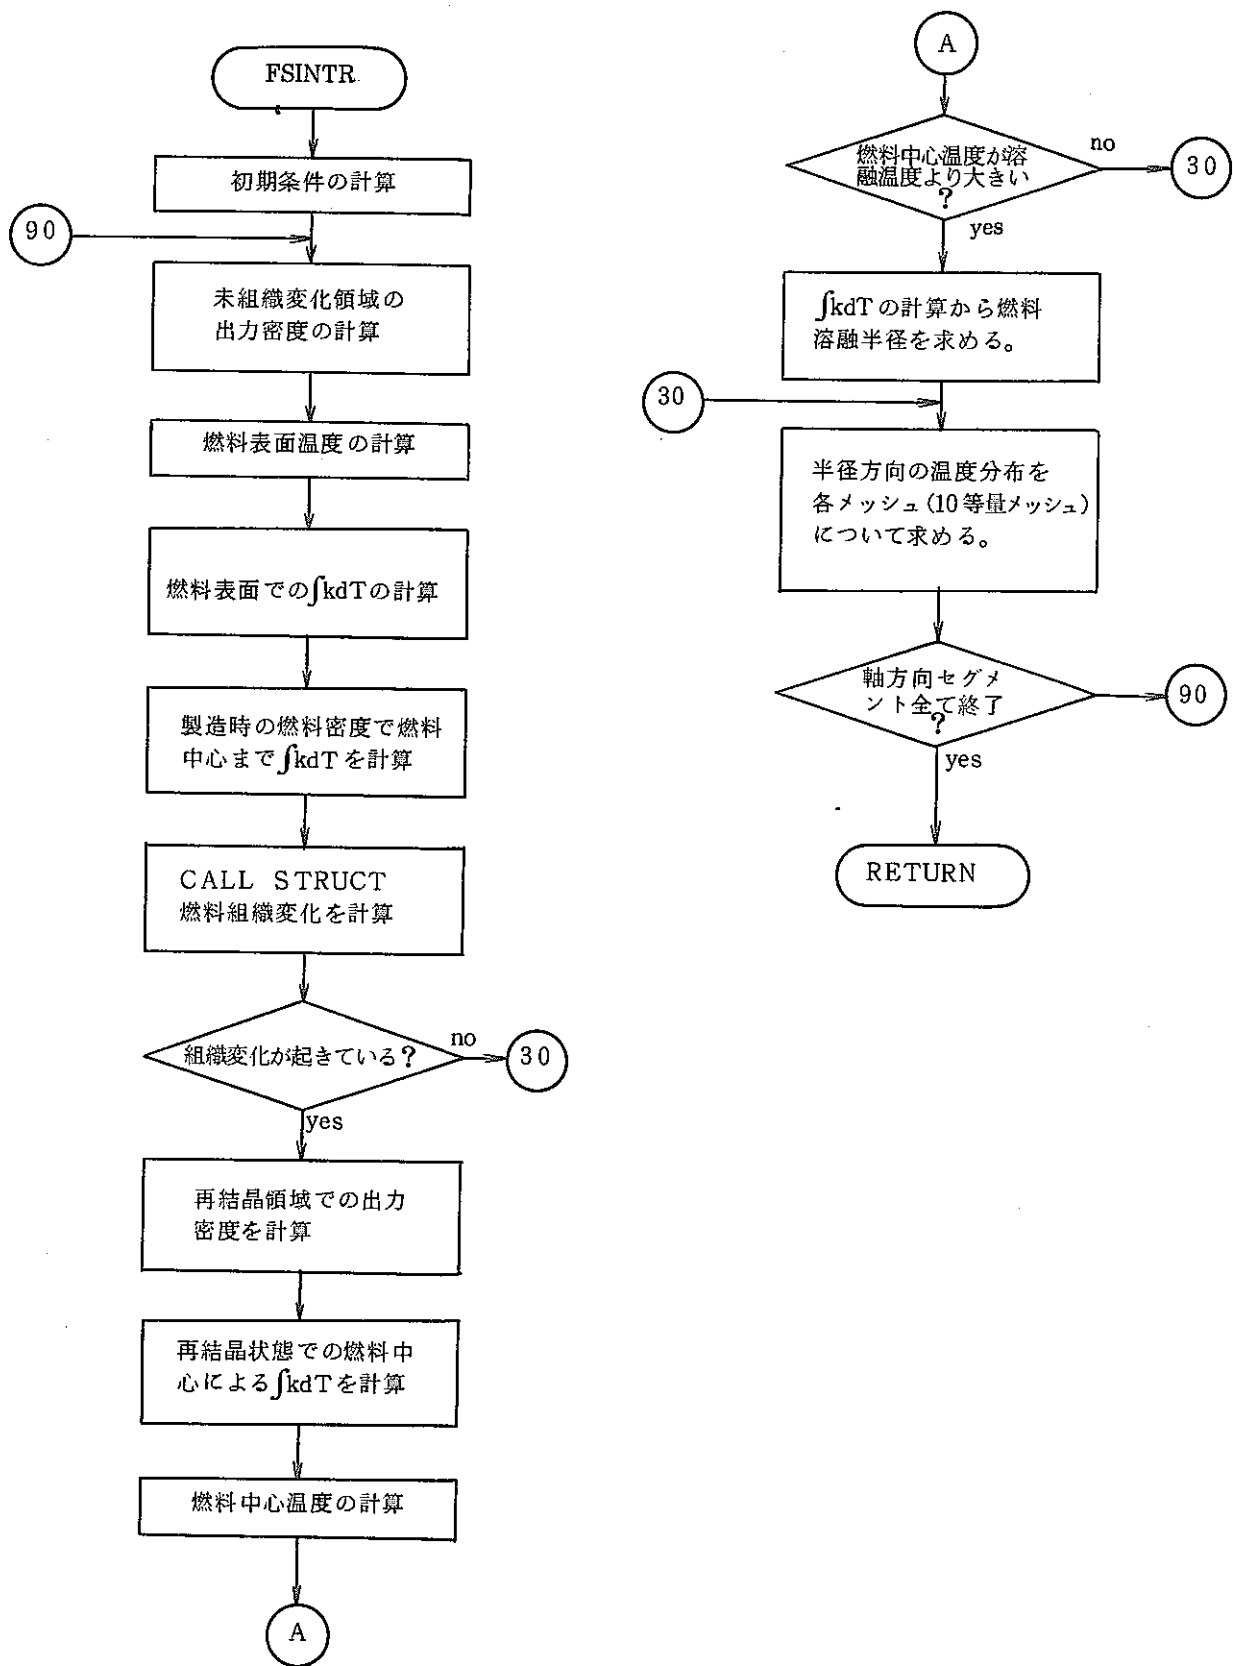 FSINTR
初期条件の計算
90
未組織変化領域の
出力密度の計算
燃料表面温度の計算
燃料表面での∫kdTの計算
製造時の燃料密度で燃料
中心まで∫kdTを計算
CALL STRUCT
燃料組織変化を計算
組織変化が起きている?
no
30
yes
再結晶領域での出力
密度を計算
再結晶状態での燃料中
心による∫kdTを計算
燃料中心温度の計算
A
A
燃料中心温度が溶
融温度より大きい
?
no
30
yes
∫kdTの計算から燃料
溶融半径を求める。
30
半径方向の温度分布を
各メッシュ(10等量メッシュ)
について求める。
軸方向セグメ
ント全て終了
?
90
yes
RETURN